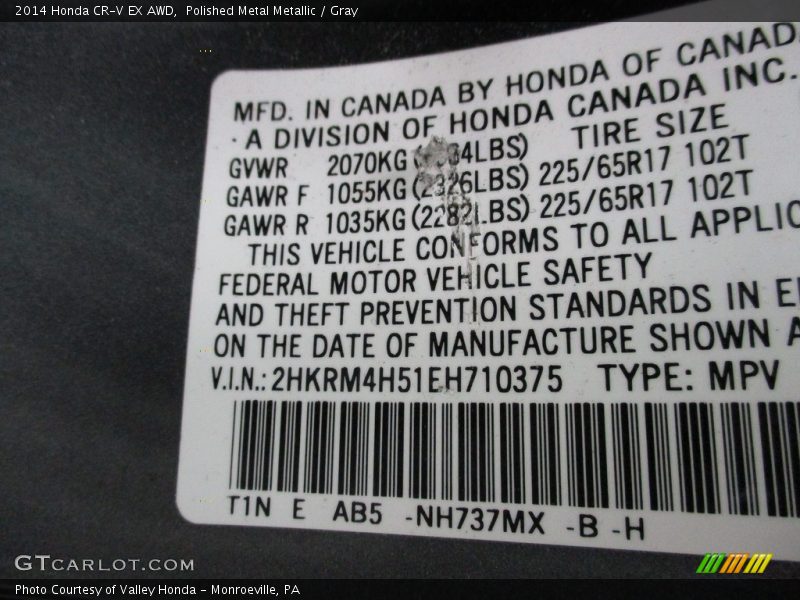 2014 Honda CR-V EX AWD, Polished Metal Metallic / Gray
MFD. IN CANADA BY HONDA OF CANAD
· A DIVISION OF HONDA CANADA INC.
TIRE SIZE
GVWR 2070KG 4LBS)
GAWR F 1055KG (2326LBS) 225/65R17 102T
GAWR R 1035KG (2282LBS) 225/65R17 102T
THIS VEHICLE CONFORMS TO ALL APPLIC
FEDERAL MOTOR VEHICLE SAFETY
AND THEFT PREVENTION STANDARDS IN E
ON THE DATE OF MANUFACTURE SHOWN A
V.I.N.: 2HKRM4H51EH710375 TYPE: MPV
T1N E AB5 -NH737MX -B -H
GTCARLOT.COM
Photo Courtesy of Valley Honda - Monroeville, PA